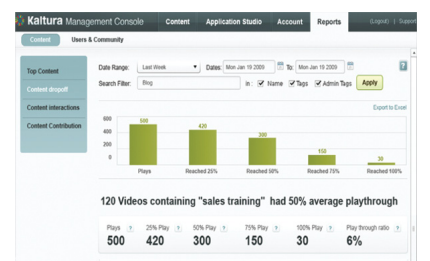 Kaltura Management Console Content Application Studio Account Reports (Logout) | Support
Content Users & Community
Top Content
Content dropoff
Content interactions
Content Contribution
Date Range: Last Week Dates: Mon Jan 19 2009 To: Mon Jan 19 2009 ?
Search Filter: Blog in : Name Tags Admin Tags Apply
Export to Excel
600
400
200
0
500
420
300
150
30
Plays Reached 25% Reached 50% Reached 75% Reached 100%
120 Videos containing "sales training" had 50% average playthrough
Plays ? 25% Play ? 50% Play ? 75% Play ? 100% Play ? Play through ratio ?
500 420 300 150 30 6%